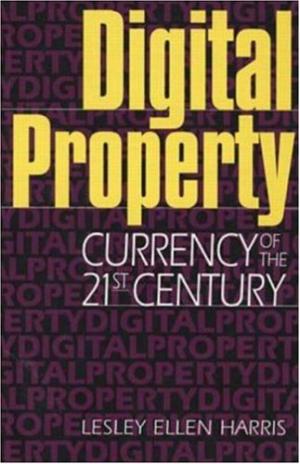 Digital
Property
CURRENCY OF THE
21ST CENTURY
LESLEY ELLEN HARRIS